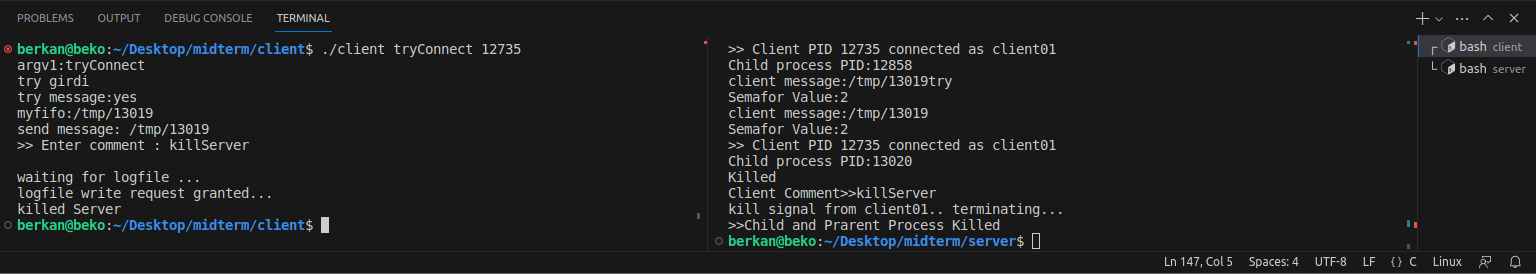 PROBLEMS OUTPUT DEBUG CONSOLE TERMINAL
berkan@beko:~/Desktop/midterm/client$ ./client tryConnect 12735
argv1:tryConnect
try girdi
try message:yes
myfifo:/tmp/13019
send message: /tmp/13019
>> Enter comment : killServer
waiting for logfile ...
logfile write request granted...
killed Server
berkan@beko:~/Desktop/midterm/client$
>> Client PID 12735 connected as client01
Child process PID:12858
client message:/tmp/13019try
Semafor Value:2
client message:/tmp/13019
Semafor Value:2
>> Client PID 12735 connected as client01
Child process PID:13020
Killed
Client Comment>>killServer
kill signal from client01.. terminating...
>>Child and Prarent Process Killed
berkan@beko:~/Desktop/midterm/server$
bash client
bash server
Ln 147, Col 5 Spaces: 4 UTF-8 LF {} C Linux